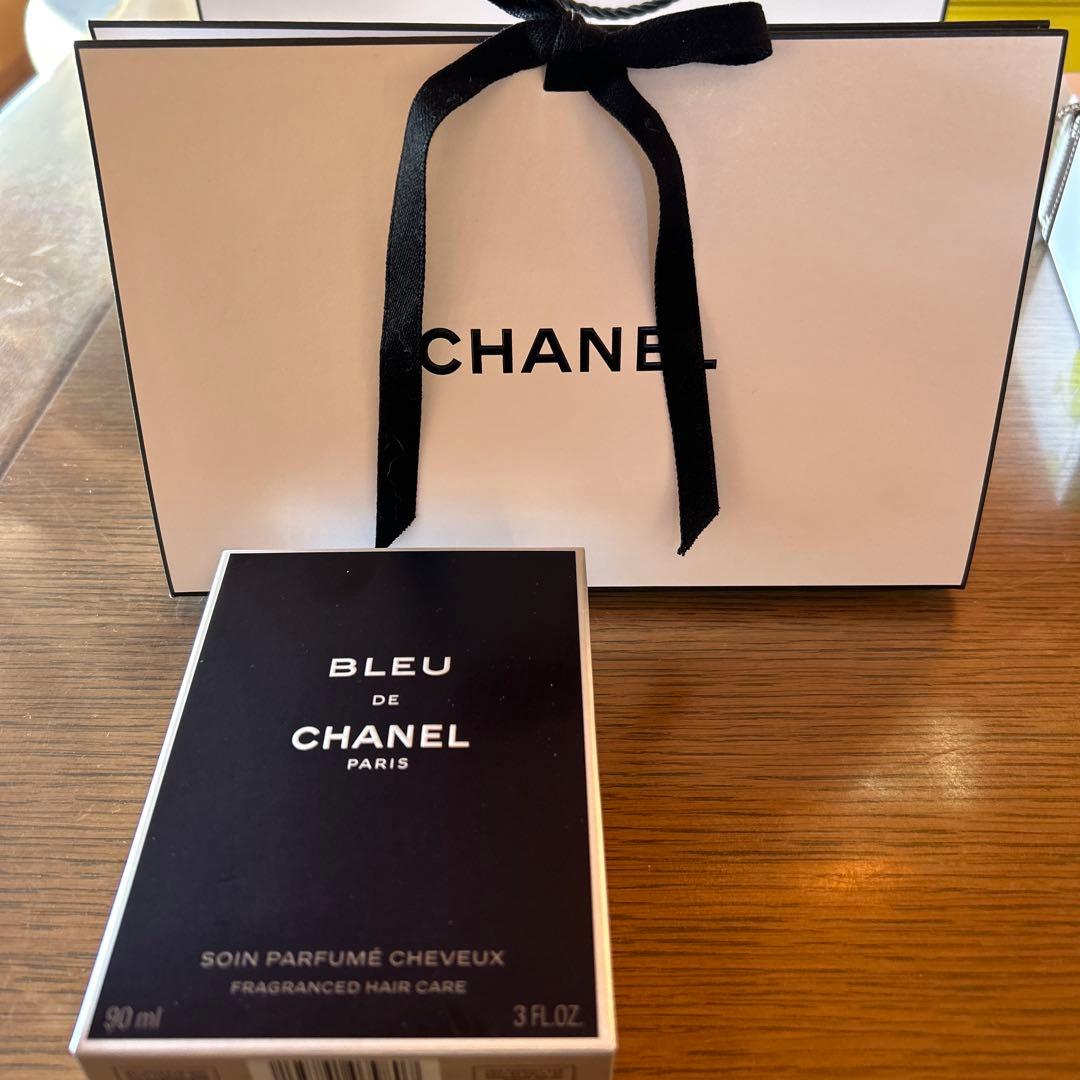 CHANEL
BLEU
DE
CHANEL
PARIS
SOIN PARFUMÉ CHEVEUX
FRAGRANCED HAIR CARE
90 ml 3 FL.OZ.